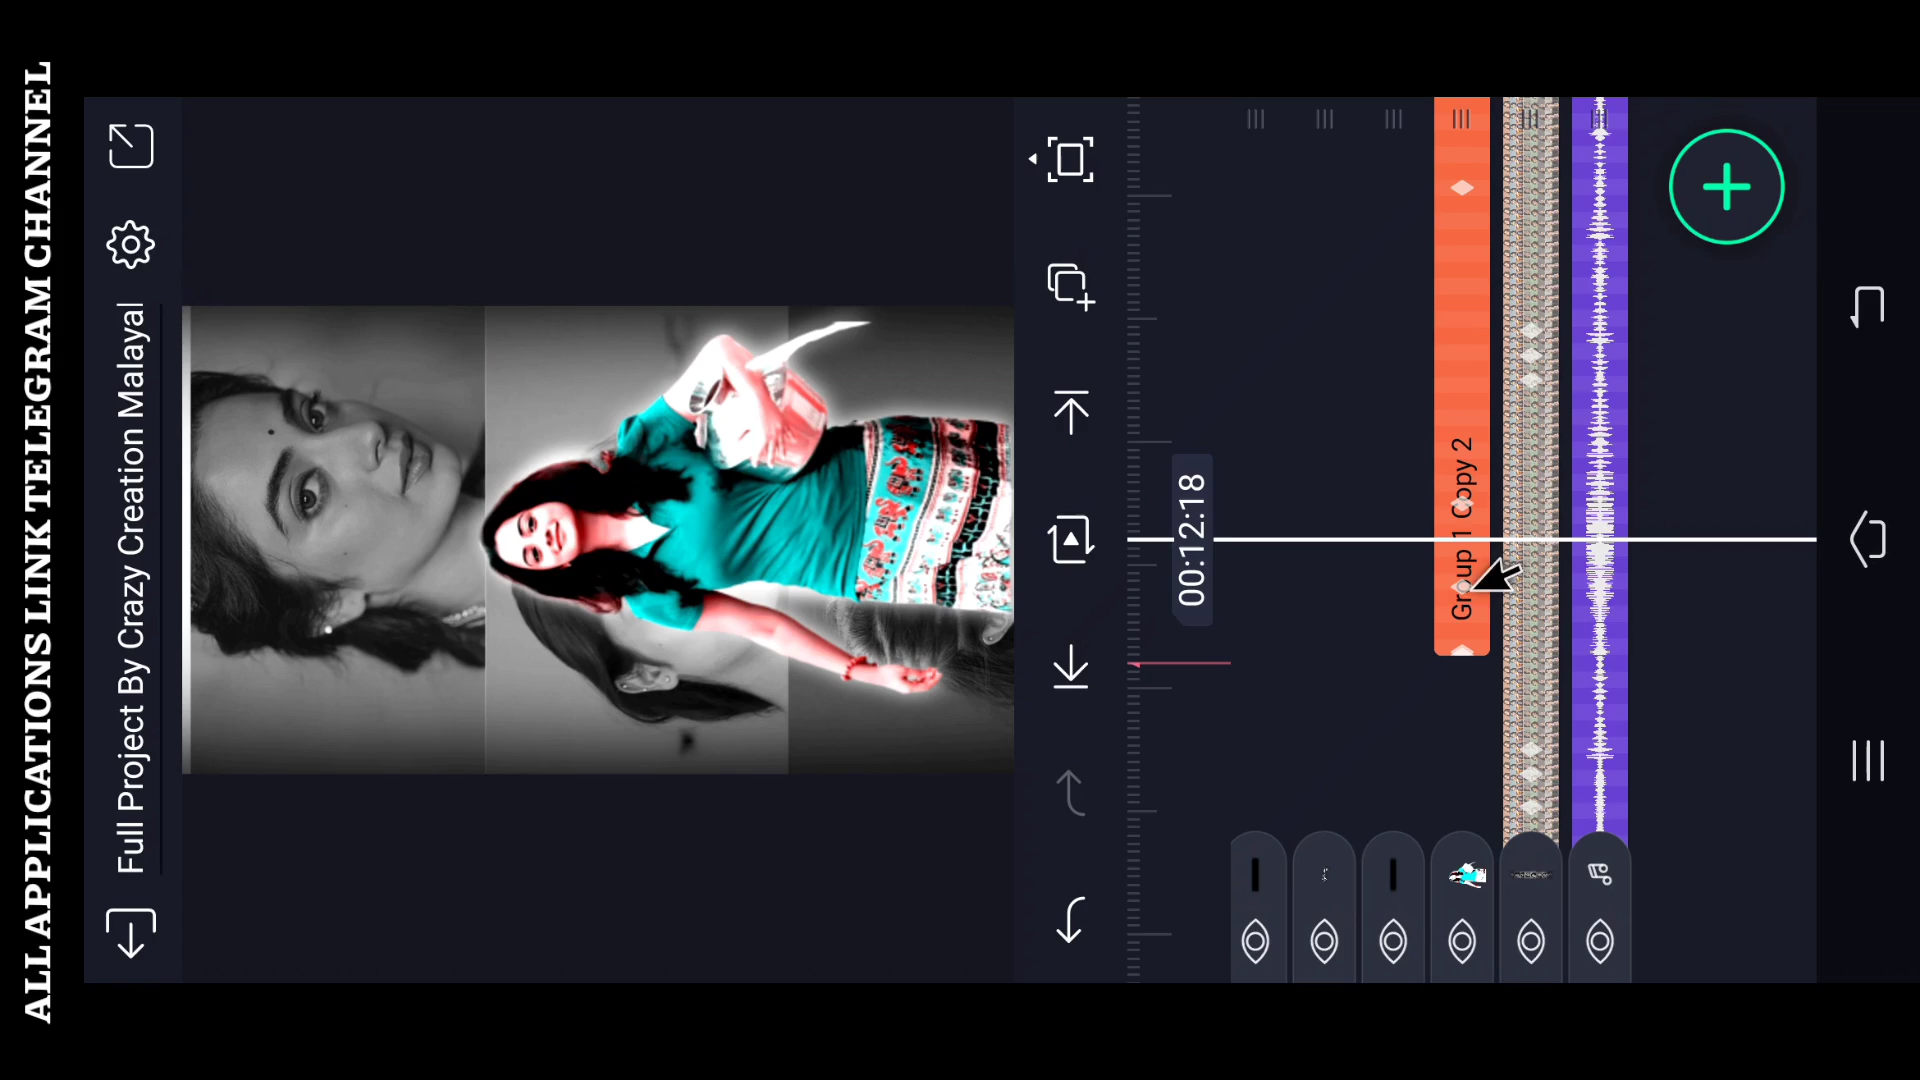 ALL APPLICATIONS LINK TELEGRAM CHANNEL
Full Project By Crazy Creation Malayal
00:12:18
Group 1 Copy 2